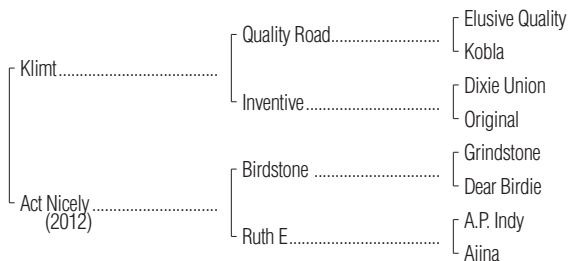 Elusive Quality
Quality Road
Kobla
Klimt
Dixie Union
Inventive
Original
Grindstone
Birdstone
Dear Birdie
Act Nicely
(2012)
A.P. Indy
Ruth E.
Aiina